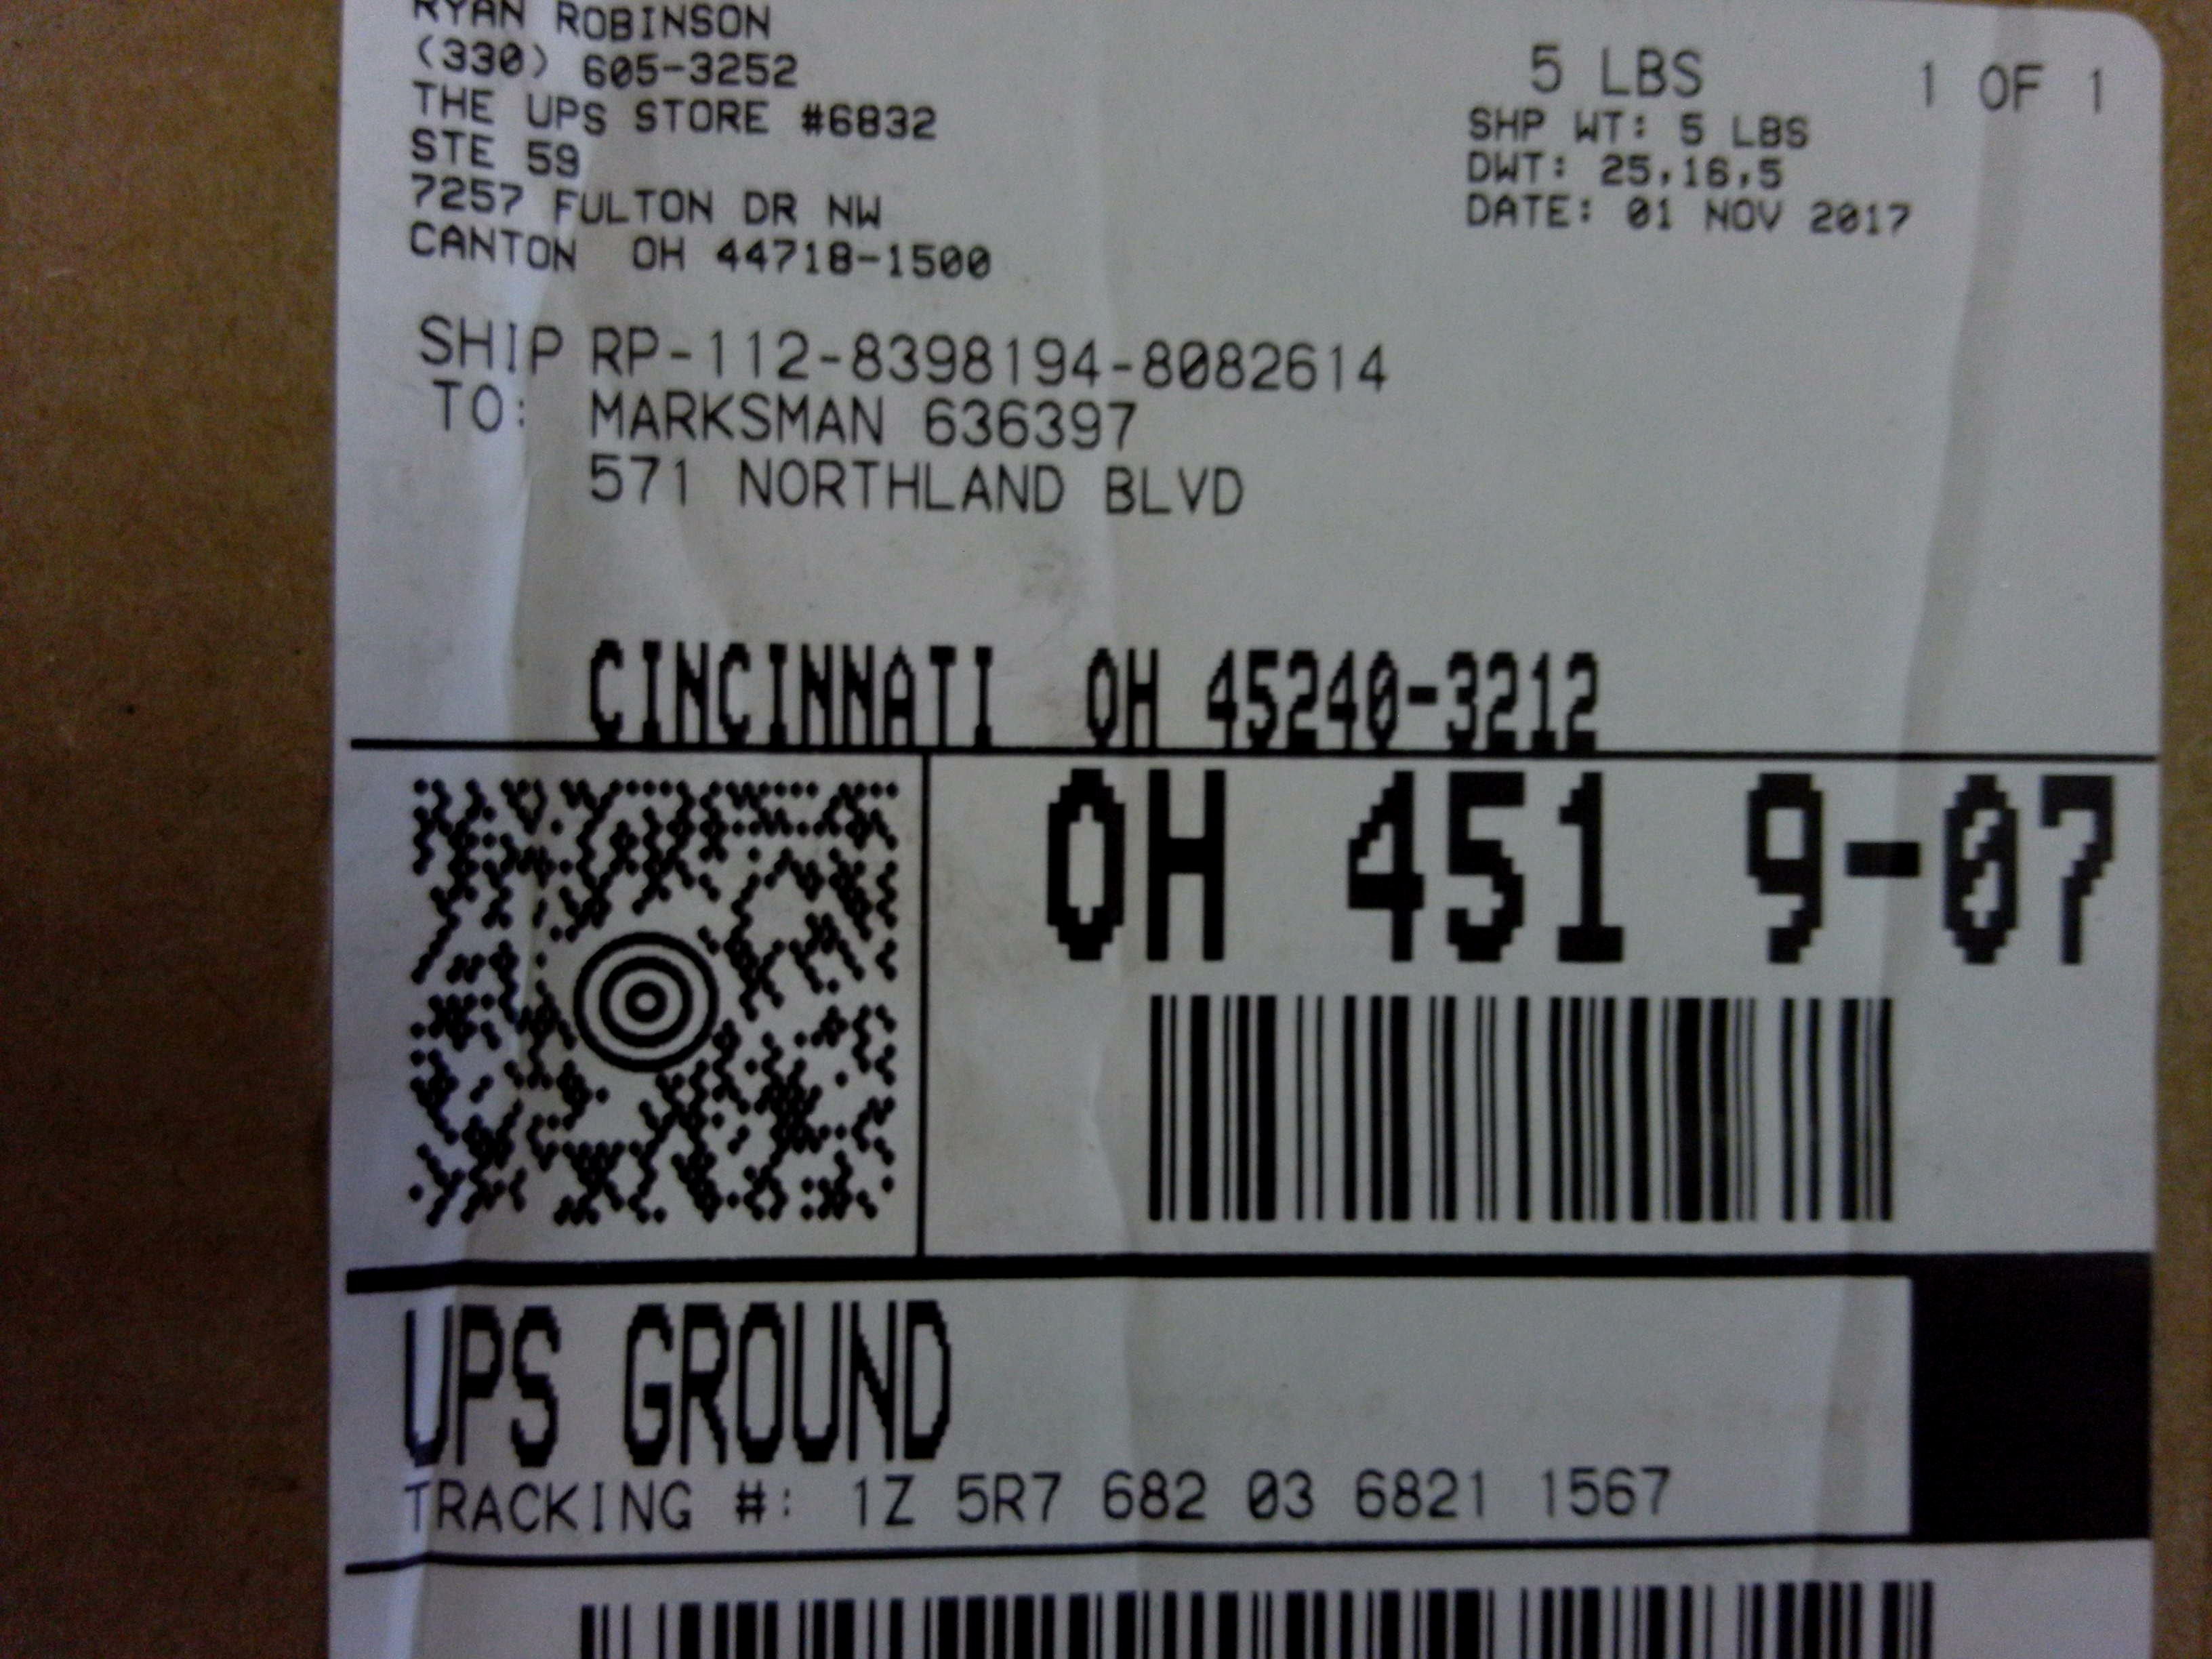 RYAN ROBINSON
(330) 605-3252
THE UPS STORE #6832
STE 59
7257 FULTON DR NW
CANTON OH 44718-1500
5 LBS 1 OF 1
SHP WT: 5 LBS
DWT: 25,16,5
DATE: 01 NOV 2017
SHIP RP-112-8398194-8082614
TO: MARKSMAN 636397
571 NORTHLAND BLVD
CINCINNATI OH 45240-3212
OH 451 9-07
UPS GROUND
TRACKING #: 1Z 5R7 682 03 6821 1567